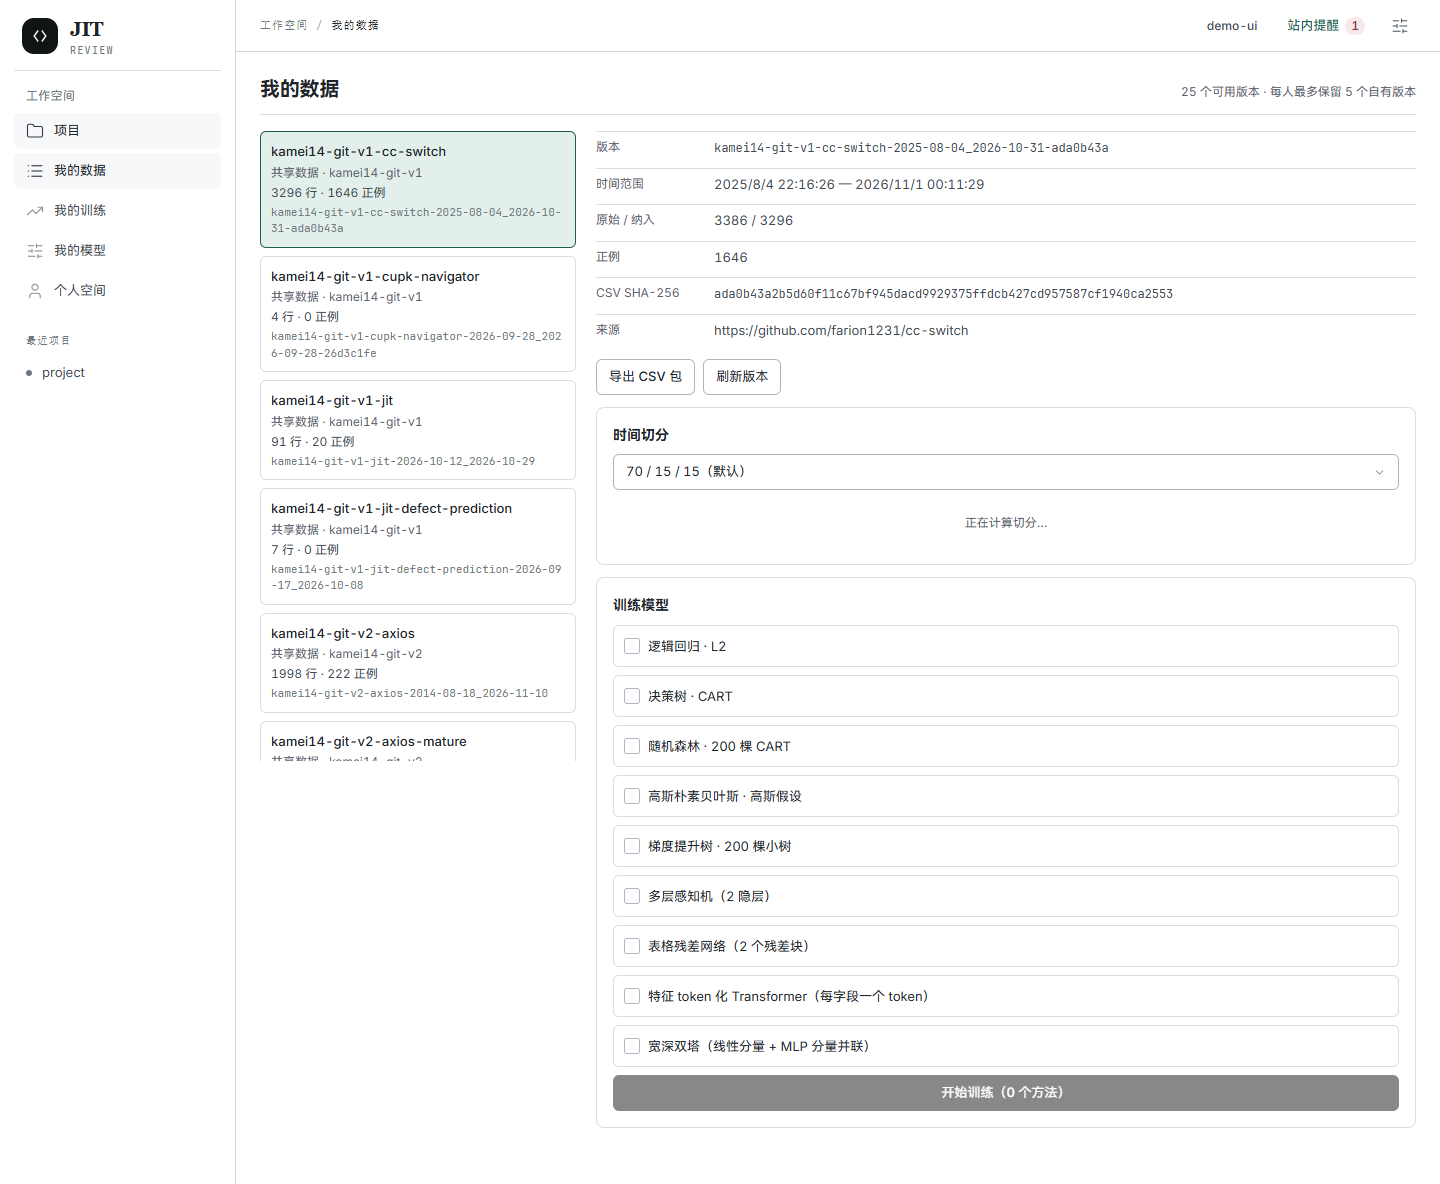 JIT
REVIEW
工作空间
项目
我的数据
我的训练
我的模型
个人空间
最近项目
project
工作空间 / 我的数据
demo-ui
站内提醒 1
我的数据
25 个可用版本 · 每人最多保留 5 个自有版本
kamei14-git-v1-cc-switch
共享数据 · kamei14-git-v1
3296 行 · 1646 正例
kamei14-git-v1-cc-switch-2025-08-04_2026-10-
31-ada0b43a
kamei14-git-v1-cupk-navigator
共享数据 · kamei14-git-v1
4 行 · 0 正例
kamei14-git-v1-cupk-navigator-2026-09-28_202
6-09-28-26d3c1fe
kamei14-git-v1-jit
共享数据 · kamei14-git-v1
91 行 · 20 正例
kamei14-git-v1-jit-2026-10-12_2026-10-29
kamei14-git-v1-jit-defect-prediction
共享数据 · kamei14-git-v1
7 行 · 0 正例
kamei14-git-v1-jit-defect-prediction-2026-09
-17_2026-10-08
kamei14-git-v2-axios
共享数据 · kamei14-git-v2
1998 行 · 222 正例
kamei14-git-v2-axios-2014-08-18_2026-11-10
kamei14-git-v2-axios-mature
共享数据 · kamei14-git-v2
版本 kamei14-git-v1-cc-switch-2025-08-04_2026-10-31-ada0b43a
时间范围 2025/8/4 22:16:26 — 2026/11/1 00:11:29
原始 / 纳入 3386 / 3296
正例 1646
CSV SHA-256 ada0b43a2b5d60f11c67bf945dacd9929375ffdcb427cd957587cf1940ca2553
来源 https://github.com/farion1231/cc-switch
导出 CSV 包
刷新版本
时间切分
70 / 15 / 15（默认）
正在计算切分...
训练模型
逻辑回归 · L2
决策树 · CART
随机森林 · 200 棵 CART
高斯朴素贝叶斯 · 高斯假设
梯度提升树 · 200 棵小树
多层感知机（2 隐层）
表格残差网络（2 个残差块）
特征 token 化 Transformer（每字段一个 token）
宽深双塔（线性分量 + MLP 分量并联）
开始训练（0 个方法）